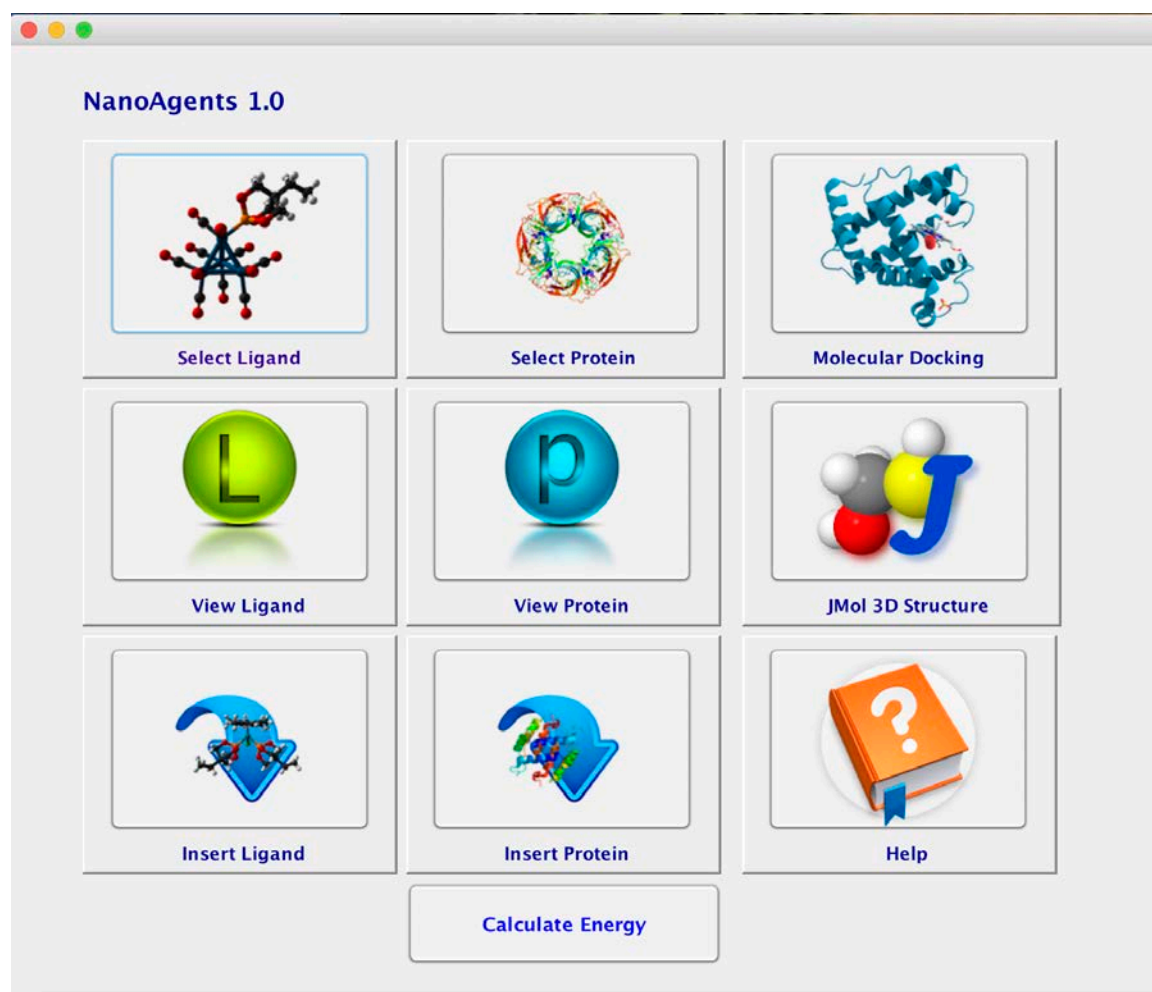 NanoAgents 1.0
Select Ligand
Select Protein
Molecular Docking
L
p
J
View Ligand
View Protein
JMol 3D Structure
?
Insert Ligand
Insert Protein
Help
Calculate Energy